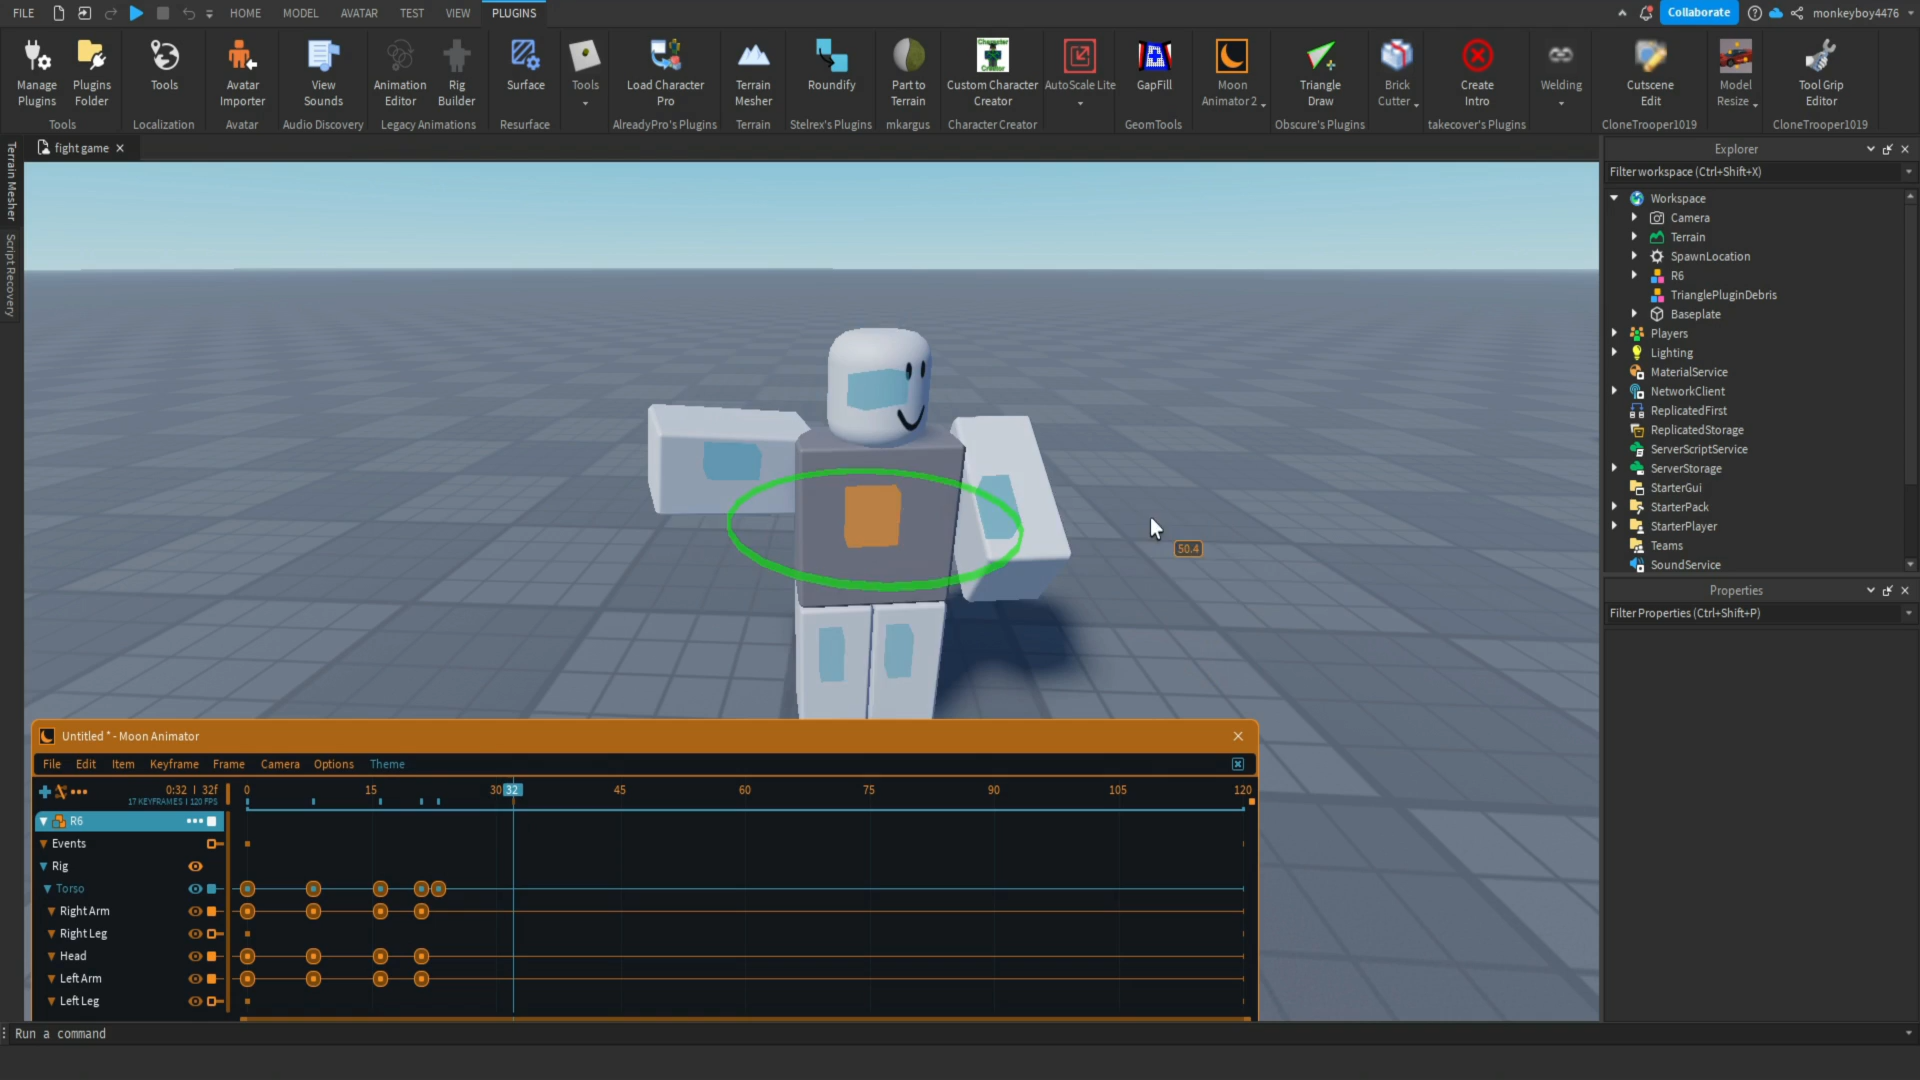 FILE
HOME
MODEL
AVATAR
TEST
VIEW
PLUGINS
Collaborate
monkeyboy4476
Manage Plugins
Plugins Folder
Tools
Avatar Importer
View Sounds
Animation Editor
Rig Builder
Surface
Tools
Load Character Pro
Terrain Mesher
Roundify
Part to Terrain
Custom Character Creator
Character Creator
AutoScale Lite
GapFill
Moon Animator 2
Triangle Draw
Brick Cutter
Create Intro
Welding
Cutscene Edit
Model Resize
Tool Grip Editor
Tools
Localization
Avatar
Audio Discovery
Legacy Animations
Resurface
AlreadyPro's Plugins
Terrain
Stelrex's Plugins
mkargus
Character Creator
GeomTools
Obscure's Plugins
takecover's Plugins
CloneTrooper1019
CloneTrooper1019
Terrain Mesher
Script Recovery
fight game
50.4
Explorer
Filter workspace (Ctrl+Shift+X)
Workspace
Camera
Terrain
SpawnLocation
R6
TrianglePluginDebris
Baseplate
Players
Lighting
MaterialService
NetworkClient
ReplicatedFirst
ReplicatedStorage
ServerScriptService
ServerStorage
StarterGui
StarterPack
StarterPlayer
Teams
SoundService
Properties
Filter Properties (Ctrl+Shift+P)
Untitled * - Moon Animator
File Edit Item Keyframe Frame Camera Options Theme
0:32 | 32f
17 KEYFRAMES | 120 FPS
0 15 30 32 45 60 75 90 105 120
R6
Events
Rig
Torso
Right Arm
Right Leg
Head
Left Arm
Left Leg
Run a command